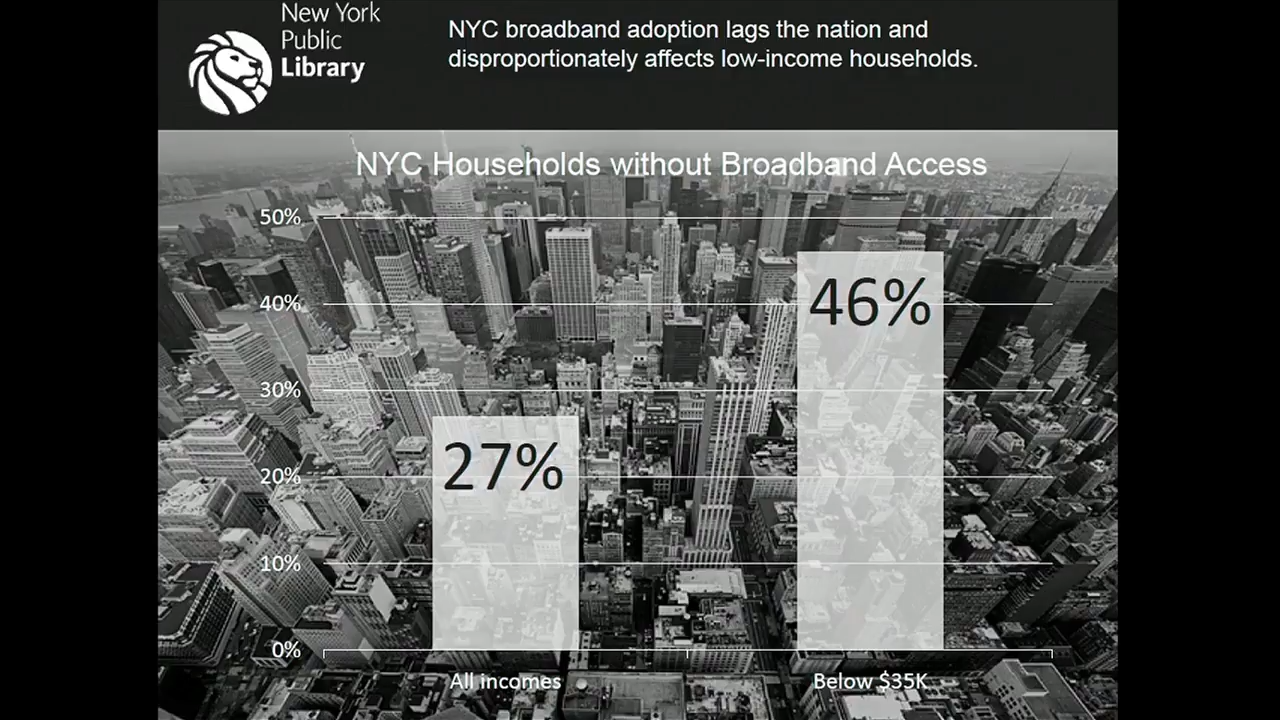 New York
Public
Library
NYC broadband adoption lags the nation and
disproportionately affects low-income households.
NYC Households without Broadband Access
50%
40%
30%
20%
10%
0%
27%
46%
All incomes
Below $35K